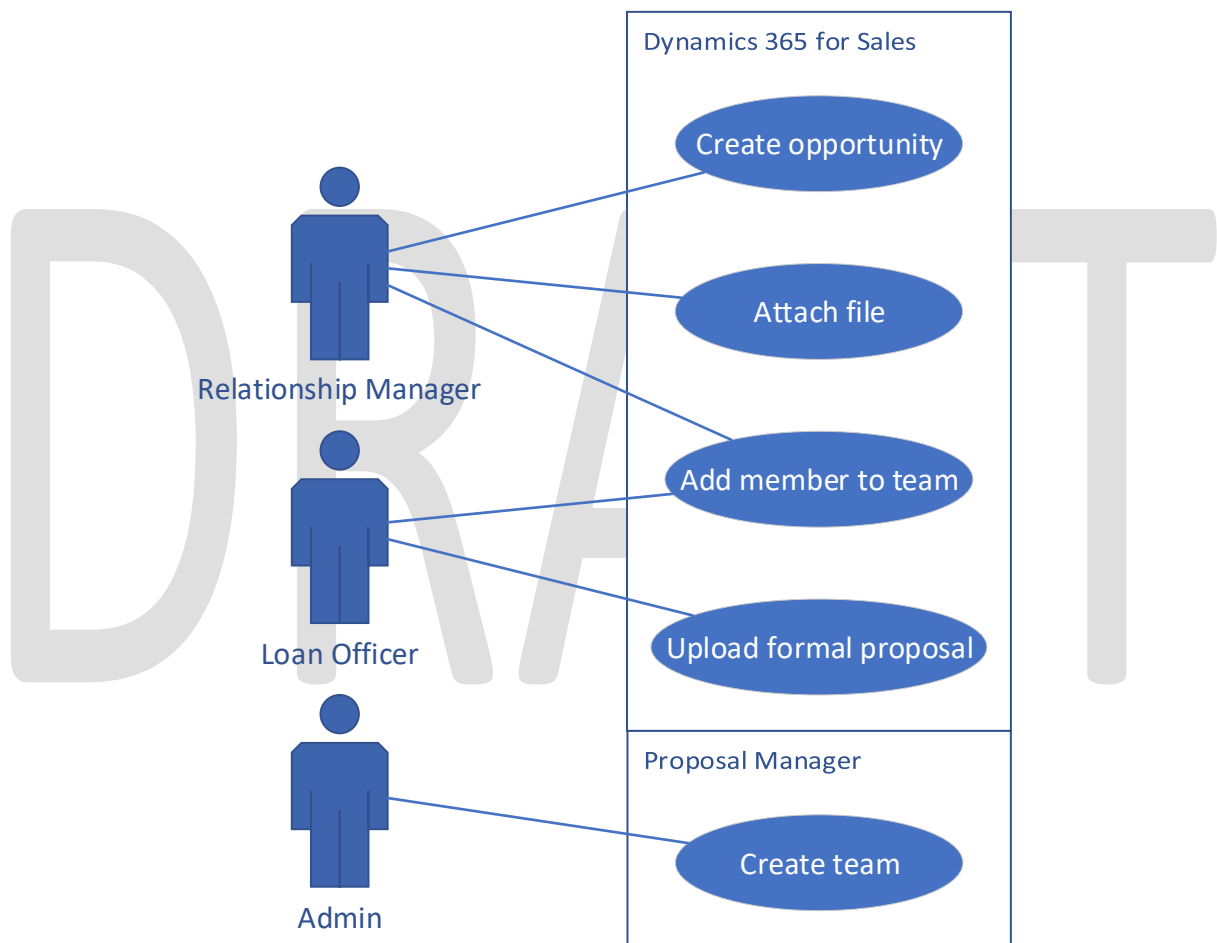 Dynamics 365 for Sales
Create opportunity
Attach file
Relationship Manager
Add member to team
Loan Officer
Upload formal proposal
Proposal Manager
Create team
Admin
DRAFT